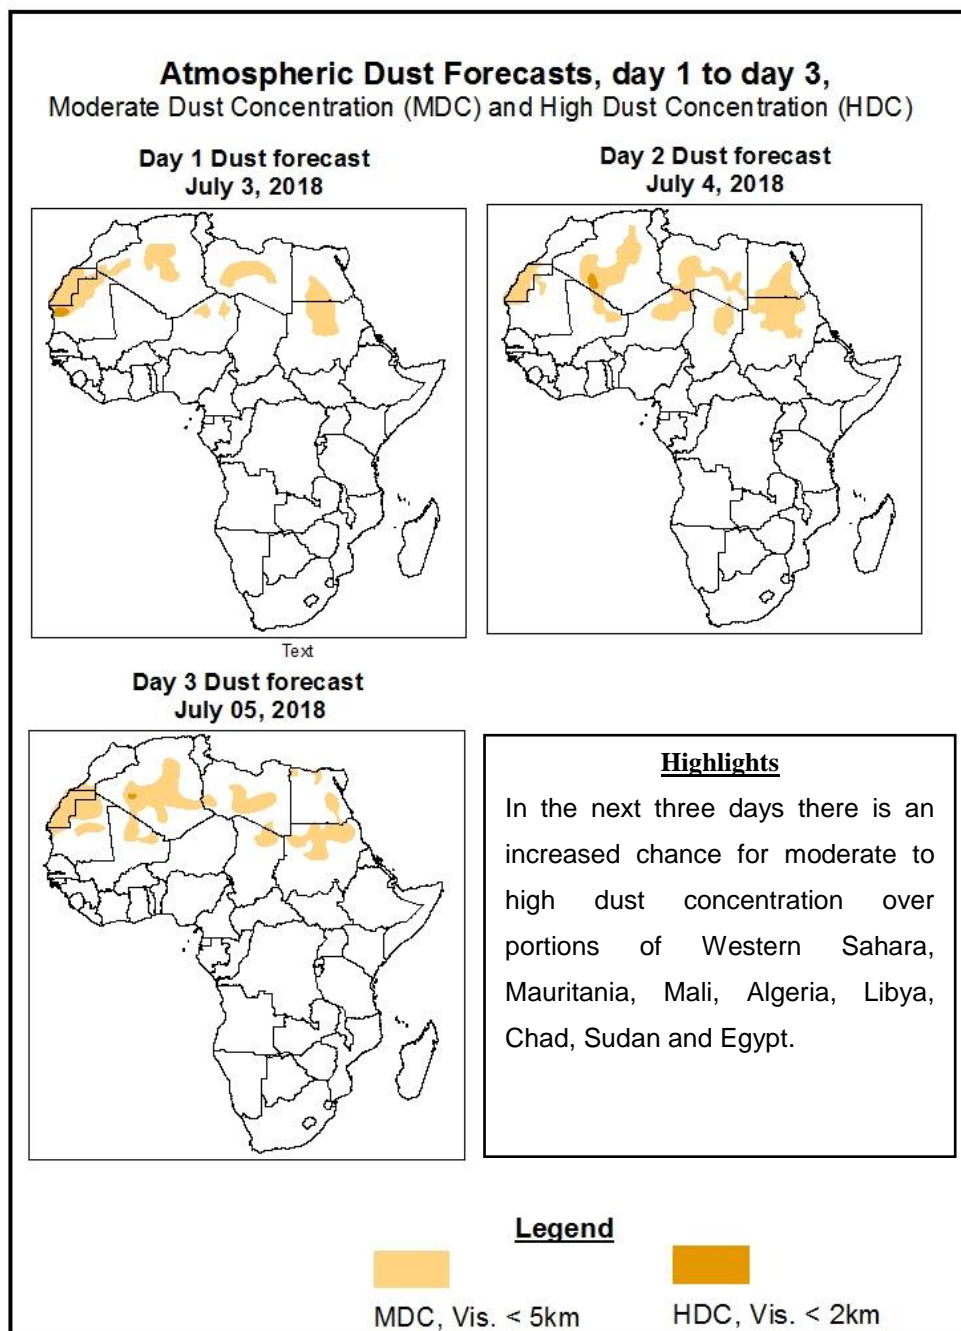 Atmospheric Dust Forecasts, day 1 to day 3,
Moderate Dust Concentration (MDC) and High Dust Concentration (HDC)
Day 1 Dust forecast
July 3, 2018
Day 2 Dust forecast
July 4, 2018
Text
Day 3 Dust forecast
July 05, 2018
Highlights
In the next three days there is an
increased chance for moderate to
high dust concentration over
portions of Western Sahara,
Mauritania, Mali, Algeria, Libya,
Chad, Sudan and Egypt.
Legend
MDC, Vis. < 5km
HDC, Vis. < 2km